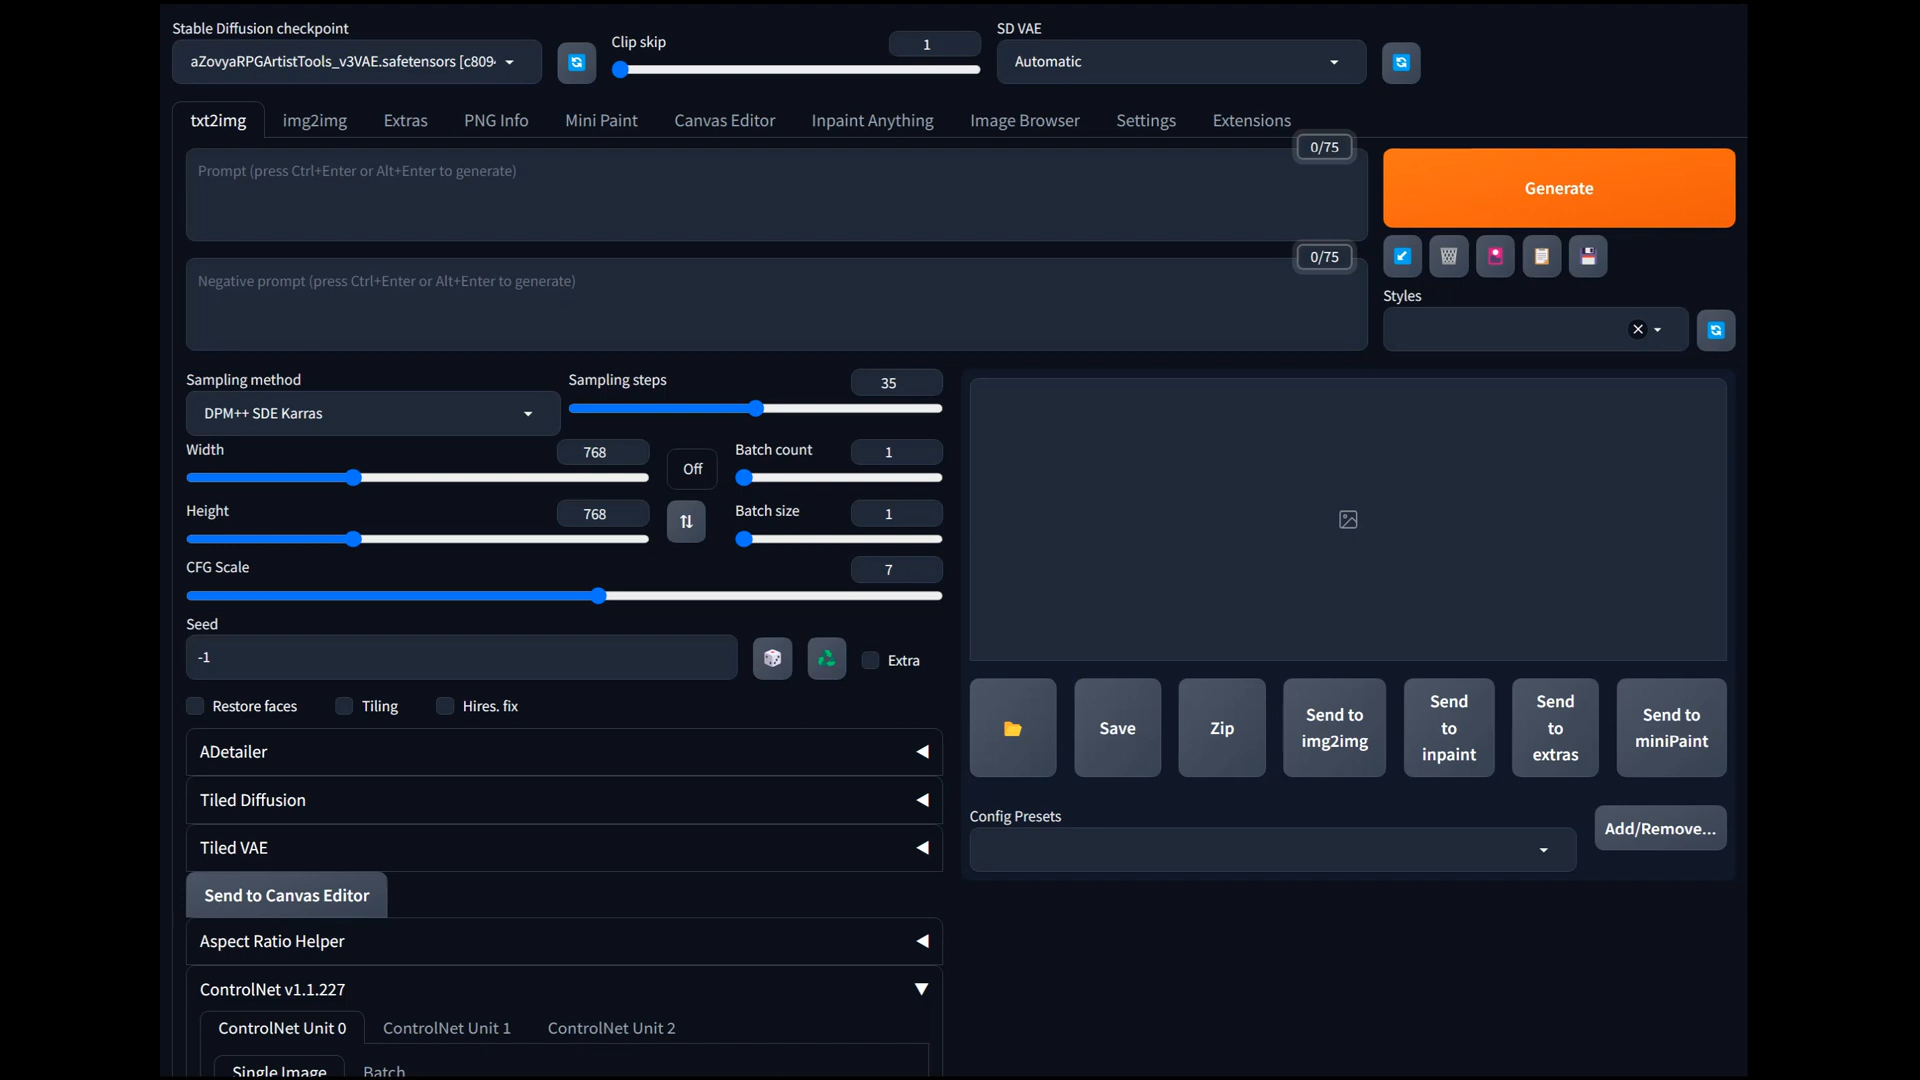 Stable Diffusion checkpoint
Clip skip
1
SD VAE
aZovyaRPGArtistTools_v3VAE.safetensors [c809
Automatic
txt2img
img2img
Extras
PNG Info
Mini Paint
Canvas Editor
Inpaint Anything
Image Browser
Settings
Extensions
0/75
Prompt (press Ctrl+Enter or Alt+Enter to generate)
Generate
0/75
Negative prompt (press Ctrl+Enter or Alt+Enter to generate)
Styles
Sampling method
Sampling steps
35
DPM++ SDE Karras
Width
768
Off
Batch count
1
Height
768
Batch size
1
CFG Scale
7
Seed
-1
Extra
Restore faces
Tiling
Hires. fix
ADetailer
Tiled Diffusion
Tiled VAE
Send to Canvas Editor
Aspect Ratio Helper
ControlNet v1.1.227
ControlNet Unit 0
ControlNet Unit 1
ControlNet Unit 2
Single Image
Batch
Save
Zip
Send to
img2img
Send
to
inpaint
Send
to
extras
Send to
miniPaint
Config Presets
Add/Remove...